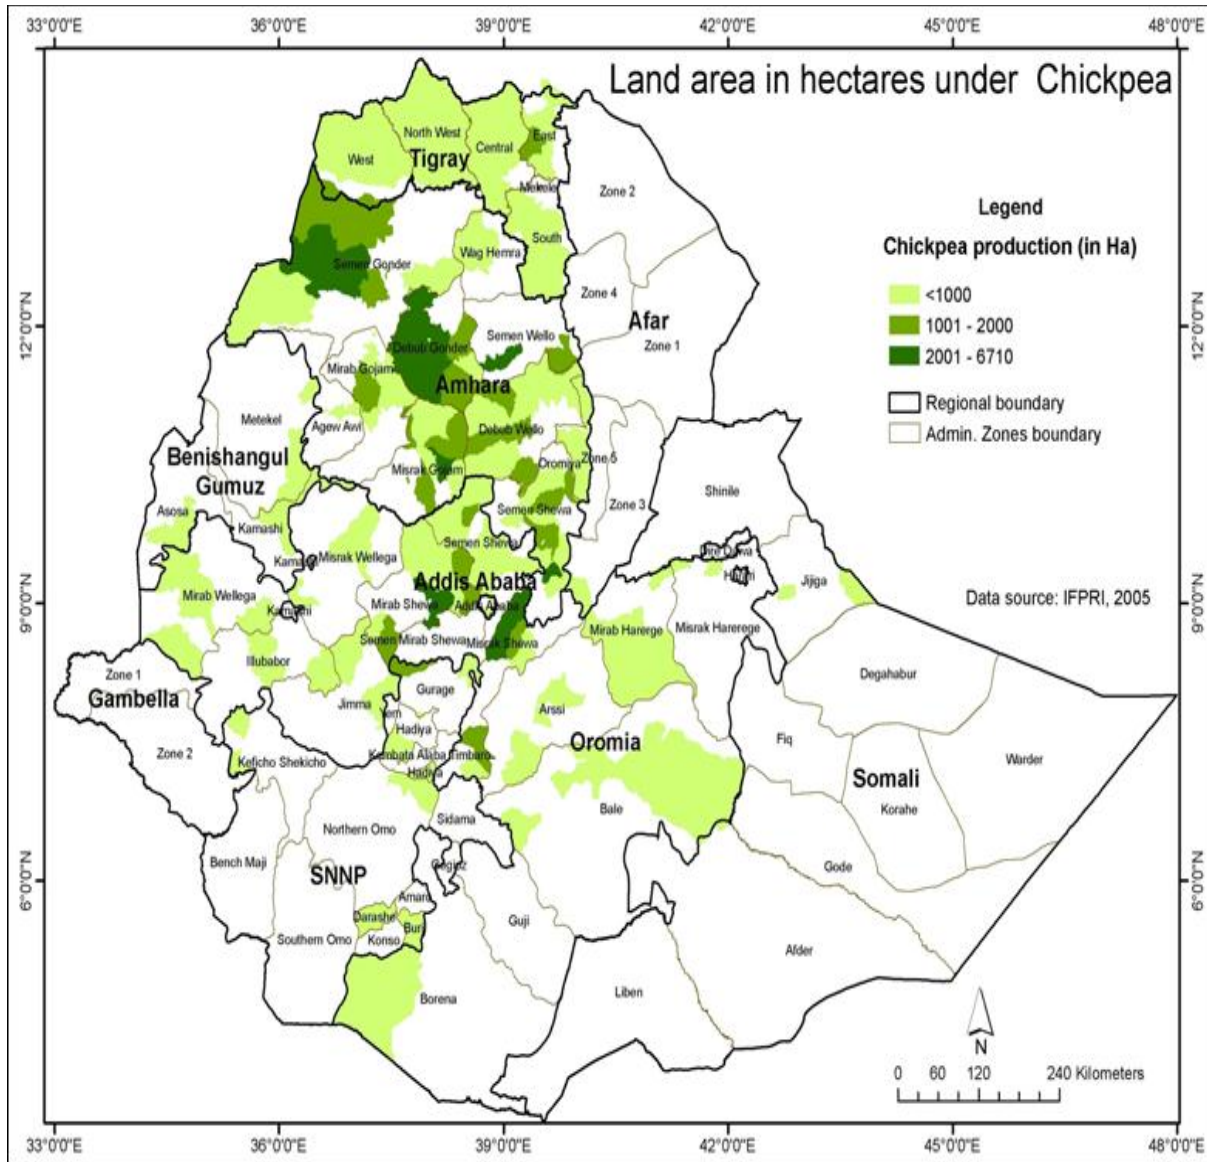 33°0'0"E 36°0'0"E 39°0'0"E 42°0'0"E 45°0'0"E 48°0'0"E
Land area in hectares under Chickpea
Legend
Chickpea production (in Ha)
<1000
1001 - 2000
2001 - 6710
Regional boundary
Admin. Zones boundary
Data source: IFPRI, 2005
12°0'0"N
9°0'0"N
6°0'0"N
12°0'0"N
9°0'0"N
6°0'0"N
North West
East
West
Tigray
Central
Mekele
Zone 2
South
Wag Hemra
Semen Gonder
Zone 4
Afar
Zone 1
Semen Wello
Debub Gonder
Mirab Gojam
Amhara
Metekel
Agew Awi
Debub Wello
Benishangul
Gumuz
Misrak Gojam
Oromiya
Zone 5
Zone 3
Shinile
Asosa
Semen Shewa
Kamashi
Semen Shewa
Misrak Wellega
Dire Dawa
Harari
Jijiga
Addis Ababa
Mirab Wellega
Mirab Shewa
Addis Ababa
Mirab Harerge
Misrak Harerege
Semen Mirab Shewa
Misrak Shewa
Illubabor
Zone 1
Gambella
Gurage
Degahabur
Jimma
Yem
Arssi
Hadiya
Oromia
Fiq
Zone 2
Keficho Shekicho
Kembata Alaba Timbaro
Hadiya
Somali
Warder
Korahe
Bale
Sidama
Northern Omo
Bench Maji
SNNP
Gode
Amaro
Darashe
Burji
Guji
Southern Omo
Konso
Afder
Borena
Liben
N
0 60 120 240 Kilometers
33°0'0"E 36°0'0"E 39°0'0"E 42°0'0"E 45°0'0"E 48°0'0"E